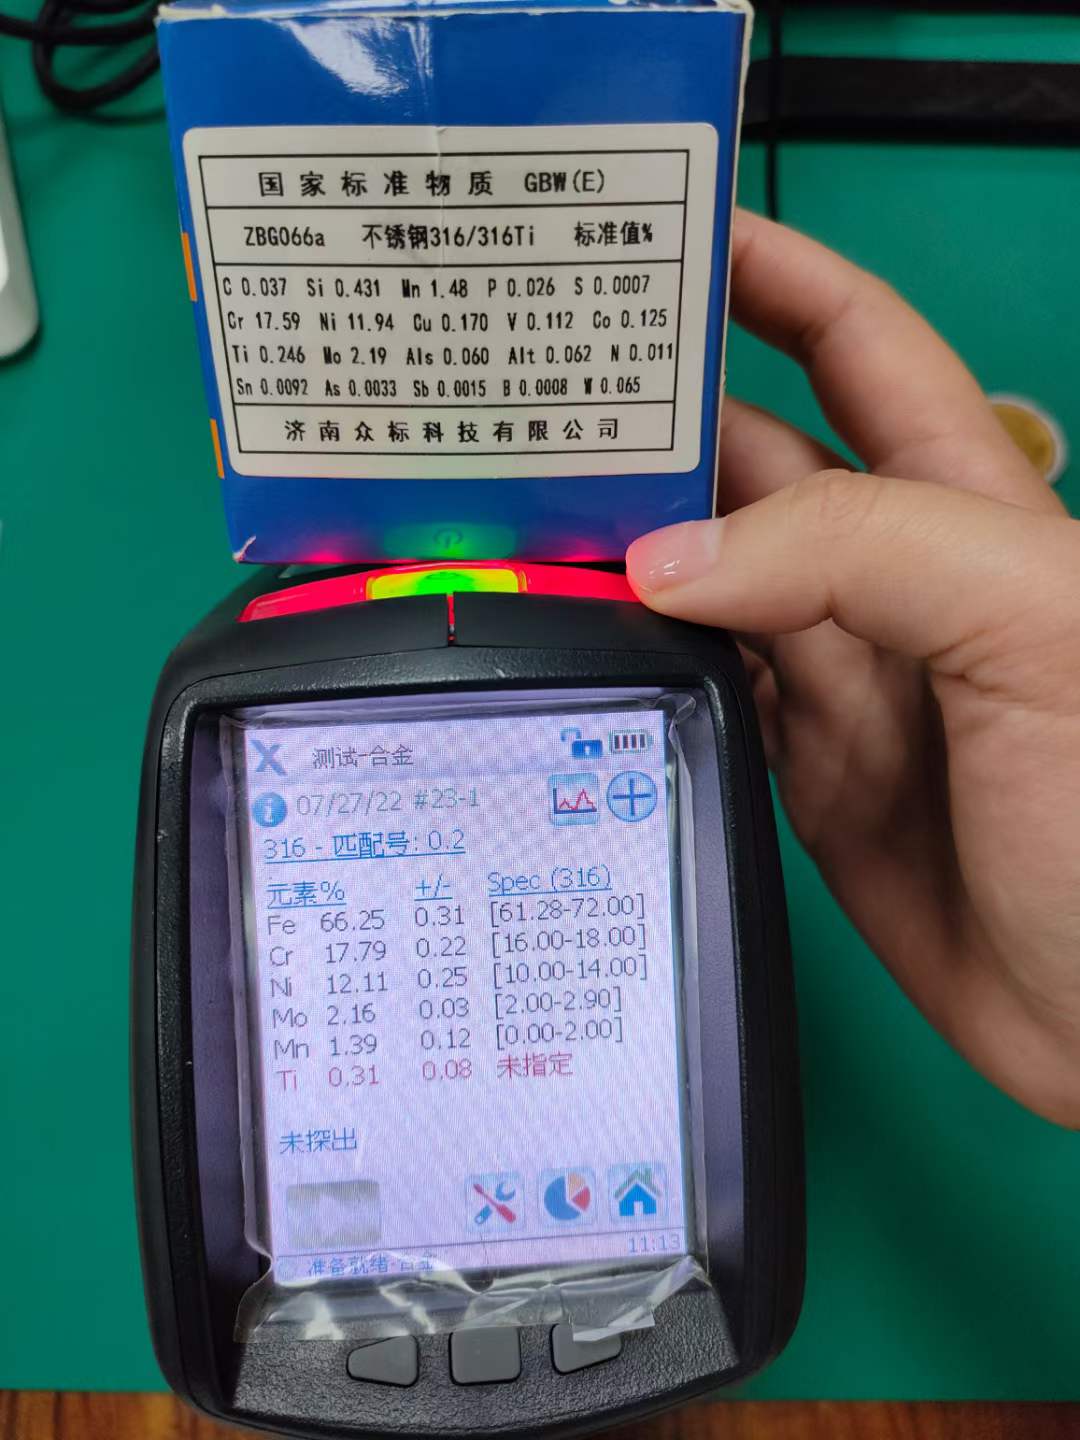 国家标准物质 GBW(E)
ZBG066a 不锈钢316/316Ti 标准值%
C 0.037 Si 0.431 Mn 1.48 P 0.026 S 0.0007
Cr 17.59 Ni 11.94 Cu 0.170 V 0.112 Co 0.125
Ti 0.246 Mo 2.19 Als 0.060 Alt 0.062 N 0.011
Sn 0.0092 As 0.0033 Sb 0.0015 B 0.0008 W 0.065
济南众标科技有限公司
测试-合金
07/27/22 #23-1
316 - 匹配号: 0.2
元素% +/- Spec (316)
Fe 66.25 0.31 [61.28-72.00]
Cr 17.79 0.22 [16.00-18.00]
Ni 12.11 0.25 [10.00-14.00]
Mo 2.16 0.03 [2.00-2.90]
Mn 1.39 0.12 [0.00-2.00]
Ti 0.31 0.08 未指定
未探出
11:13
准备就绪-合金